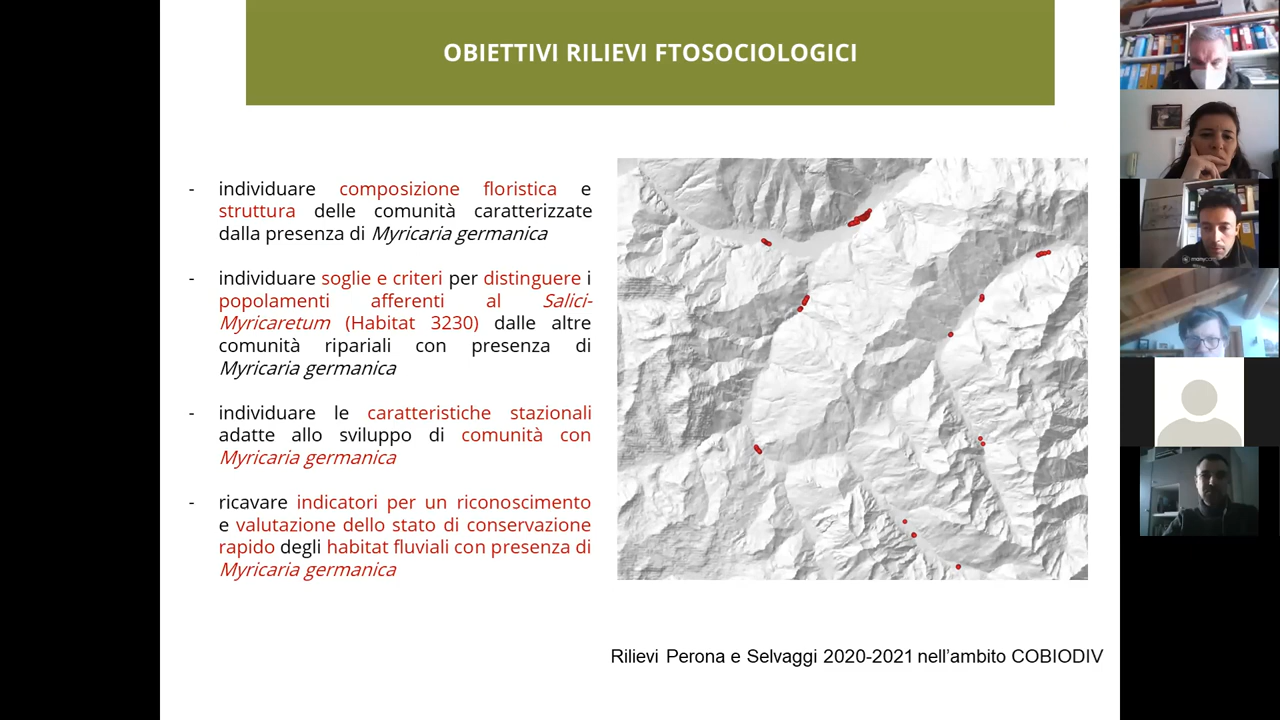 OBIETTIVI RILIEVI FTOSOCIOLOGICI
- individuare composizione floristica e
struttura delle comunità caratterizzate
dalla presenza di Myricaria germanica
- individuare soglie e criteri per distinguere i
popolamenti afferenti al Salici-
Myricaretum (Habitat 3230) dalle altre
comunità ripariali con presenza di
Myricaria germanica
- individuare le caratteristiche stazionali
adatte allo sviluppo di comunità con
Myricaria germanica
- ricavare indicatori per un riconoscimento
e valutazione dello stato di conservazione
rapido degli habitat fluviali con presenza di
Myricaria germanica
Rilievi Perona e Selvaggi 2020-2021 nell'ambito COBIODIV